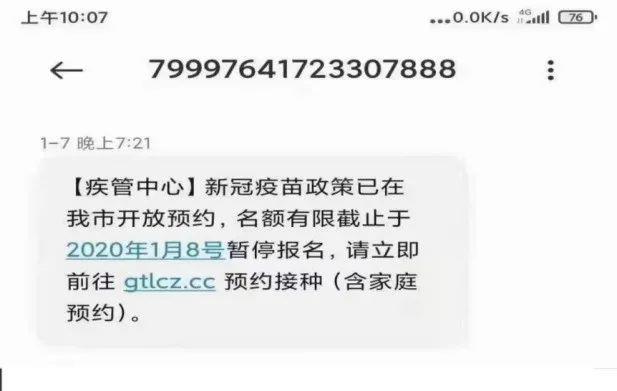 上午10:07 ...0.0K/s 4G 76
79997641723307888
1-7 晚上7:21
【疾管中心】新冠疫苗政策已在
我市开放预约，名额有限截止于
2020年1月8号暂停报名，请立即
前往 gtlcz.cc 预约接种（含家庭
预约）。